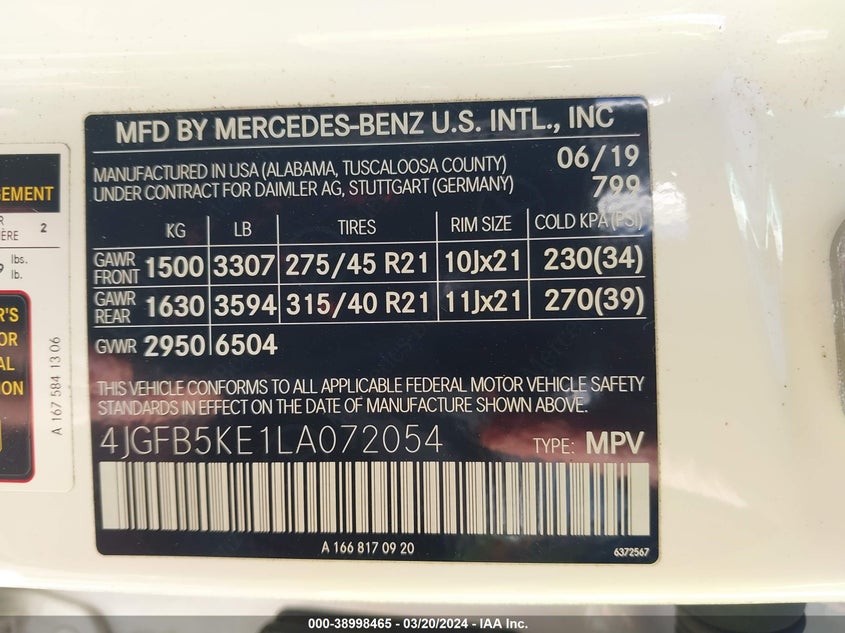 MFD BY MERCEDES-BENZ U.S. INTL., INC
MANUFACTURED IN USA (ALABAMA, TUSCALOOSA COUNTY) 06/19
UNDER CONTRACT FOR DAIMLER AG, STUTTGART (GERMANY) 799
KG LB TIRES RIM SIZE COLD KPA(PSI)
GAWR FRONT 1500 3307 275/45 R21 10Jx21 230(34)
GAWR REAR 1630 3594 315/40 R21 11Jx21 270(39)
GVWR 2950 6504
THIS VEHICLE CONFORMS TO ALL APPLICABLE FEDERAL MOTOR VEHICLE SAFETY
STANDARDS IN EFFECT ON THE DATE OF MANUFACTURE SHOWN ABOVE.
4JGFB5KE1LA072054 TYPE: MPV
A 166 817 09 20 6372567
2
lbs.
lb.
A 167 584 13 06
000-38998465 - 03/20/2024 - IAA Inc.